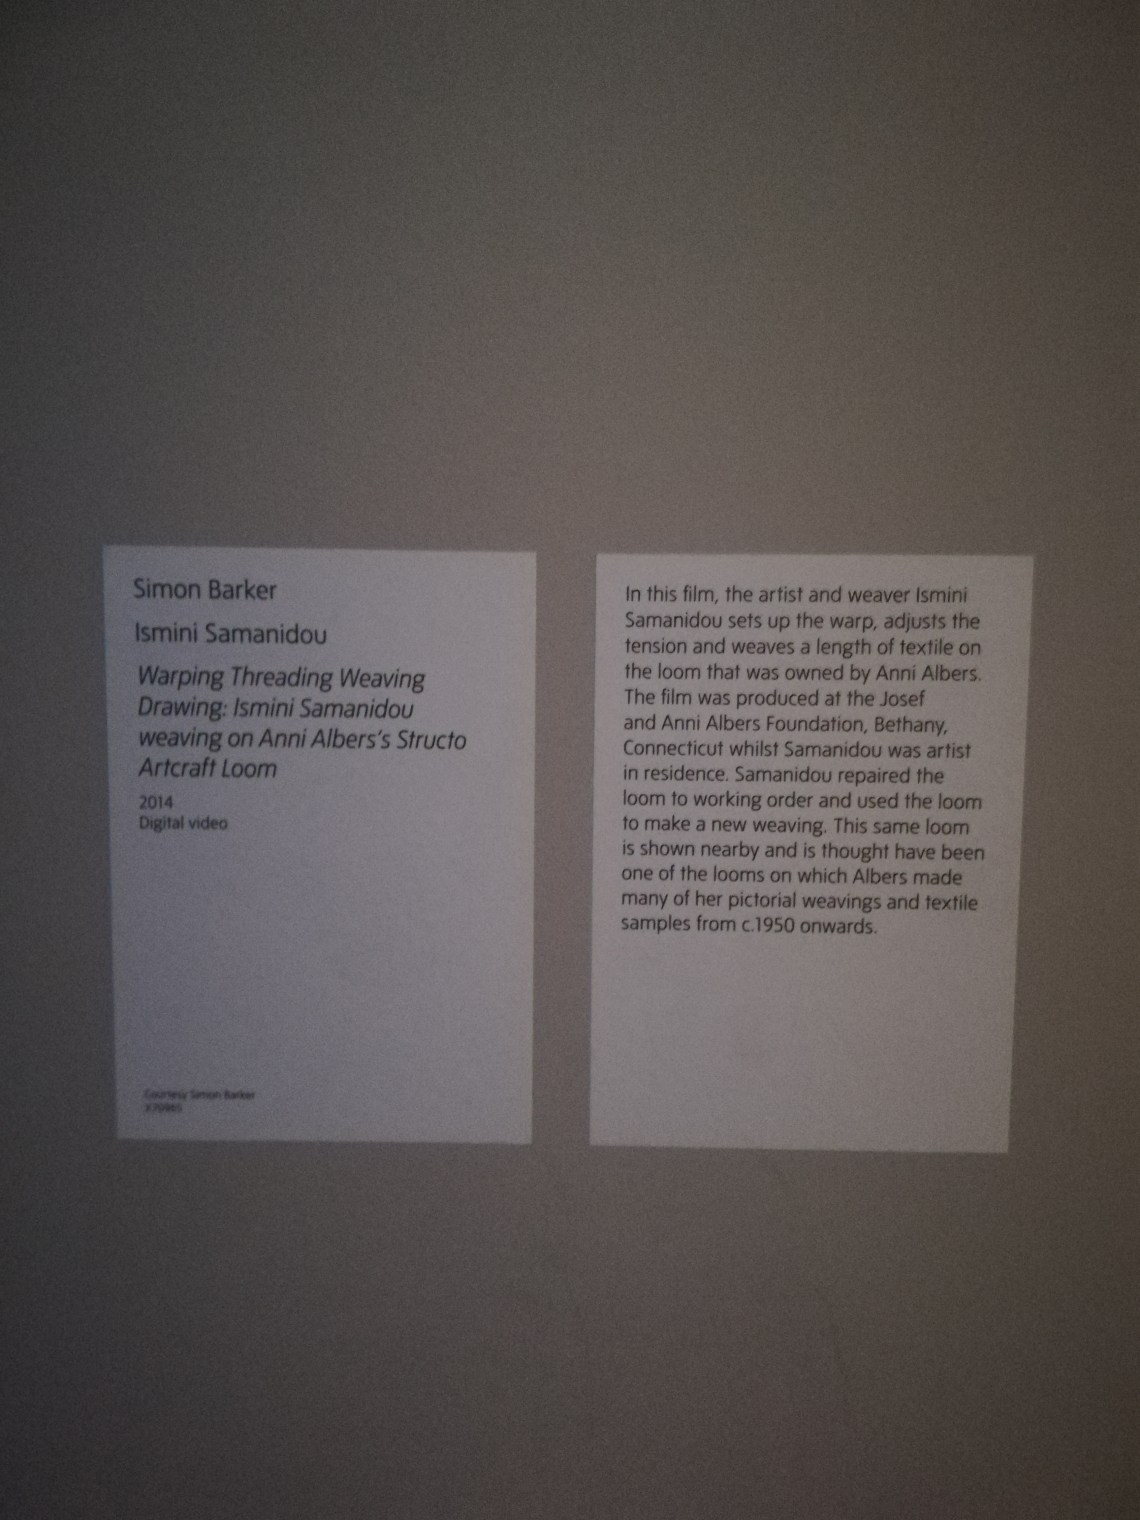 Simon Barker
Ismini Samanidou
Warping Threading Weaving
Drawing: Ismini Samanidou
weaving on Anni Albers's Structo
Artcraft Loom
2014
Digital video
Courtesy Simon Barker
In this film, the artist and weaver Ismini
Samanidou sets up the warp, adjusts the
tension and weaves a length of textile on
the loom that was owned by Anni Albers.
The film was produced at the Josef
and Anni Albers Foundation, Bethany,
Connecticut whilst Samanidou was artist
in residence. Samanidou repaired the
loom to working order and used the loom
to make a new weaving. This same loom
is shown nearby and is thought have been
one of the looms on which Albers made
many of her pictorial weavings and textile
samples from c.1950 onwards.